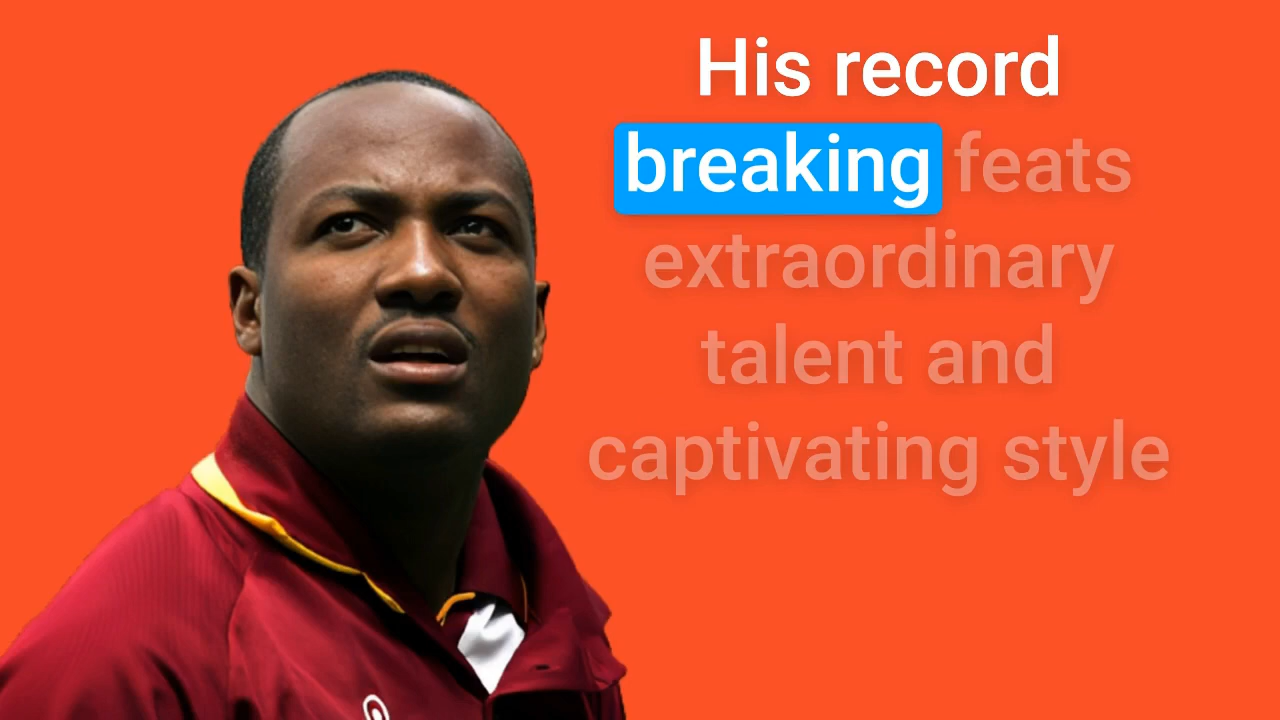 His record
breaking feats
extraordinary
talent and
captivating style